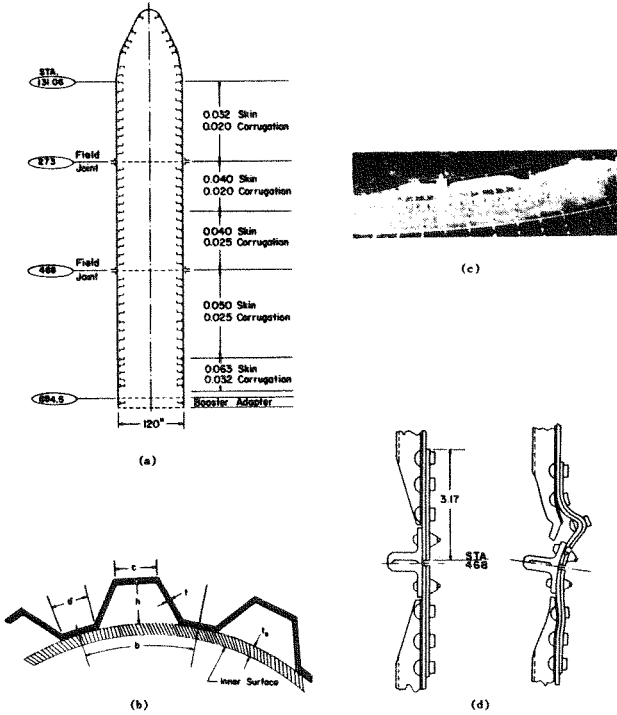 STA.
131.06
0.032 Skin
0.020 Corrugation
273
Field
Joint
0.040 Skin
0.020 Corrugation
0.040 Skin
0.025 Corrugation
468
Field
Joint
0.050 Skin
0.025 Corrugation
0.063 Skin
0.032 Corrugation
Booster Adapter
120"
(a)
(c)
c
d
h
t
b
ts
Inner Surface
(b)
3.17
STA
468
(d)